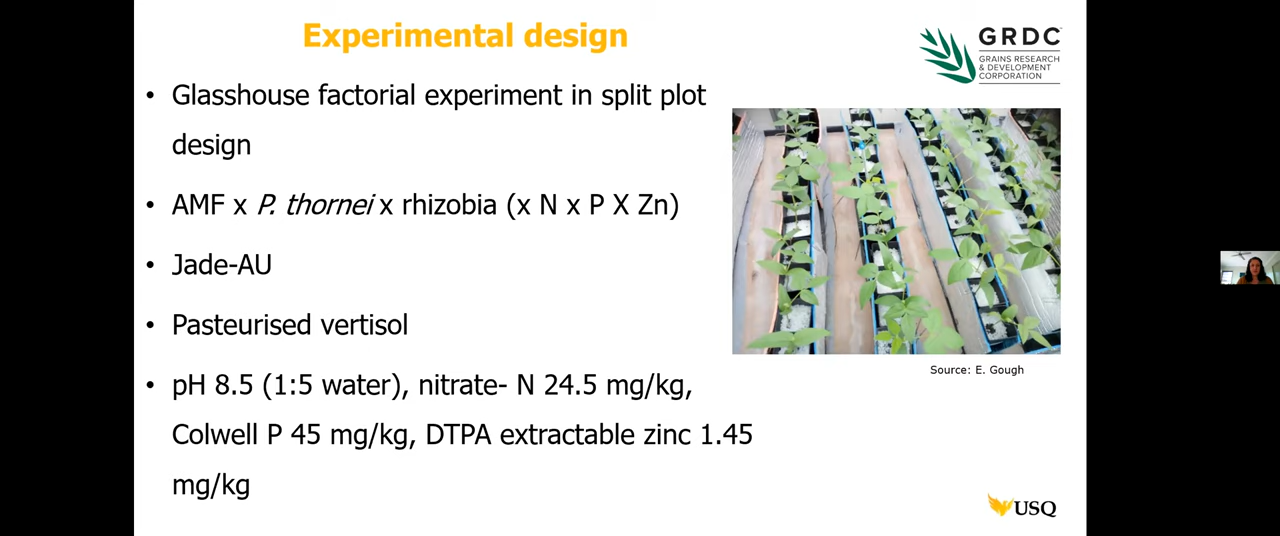 Experimental design
GRDC
GRAINS RESEARCH
& DEVELOPMENT
CORPORATION
• Glasshouse factorial experiment in split plot
design
• AMF x P. thornei x rhizobia (x N x P X Zn)
• Jade-AU
• Pasteurised vertisol
• pH 8.5 (1:5 water), nitrate- N 24.5 mg/kg,
Colwell P 45 mg/kg, DTPA extractable zinc 1.45
mg/kg
Source: E. Gough
USQ